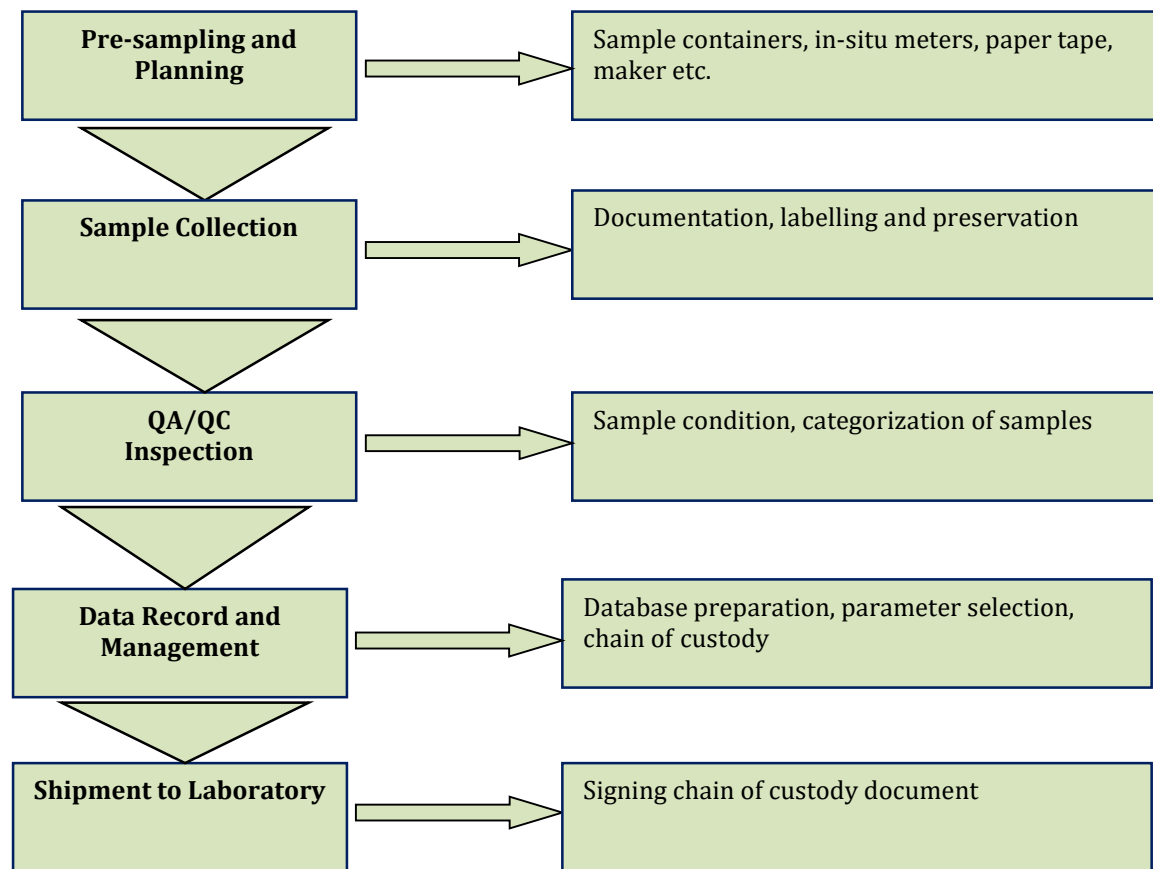 Pre-sampling and
Planning
Sample containers, in-situ meters, paper tape,
maker etc.
Sample Collection
Documentation, labelling and preservation
QA/QC
Inspection
Sample condition, categorization of samples
Data Record and
Management
Database preparation, parameter selection,
chain of custody
Shipment to Laboratory
Signing chain of custody document